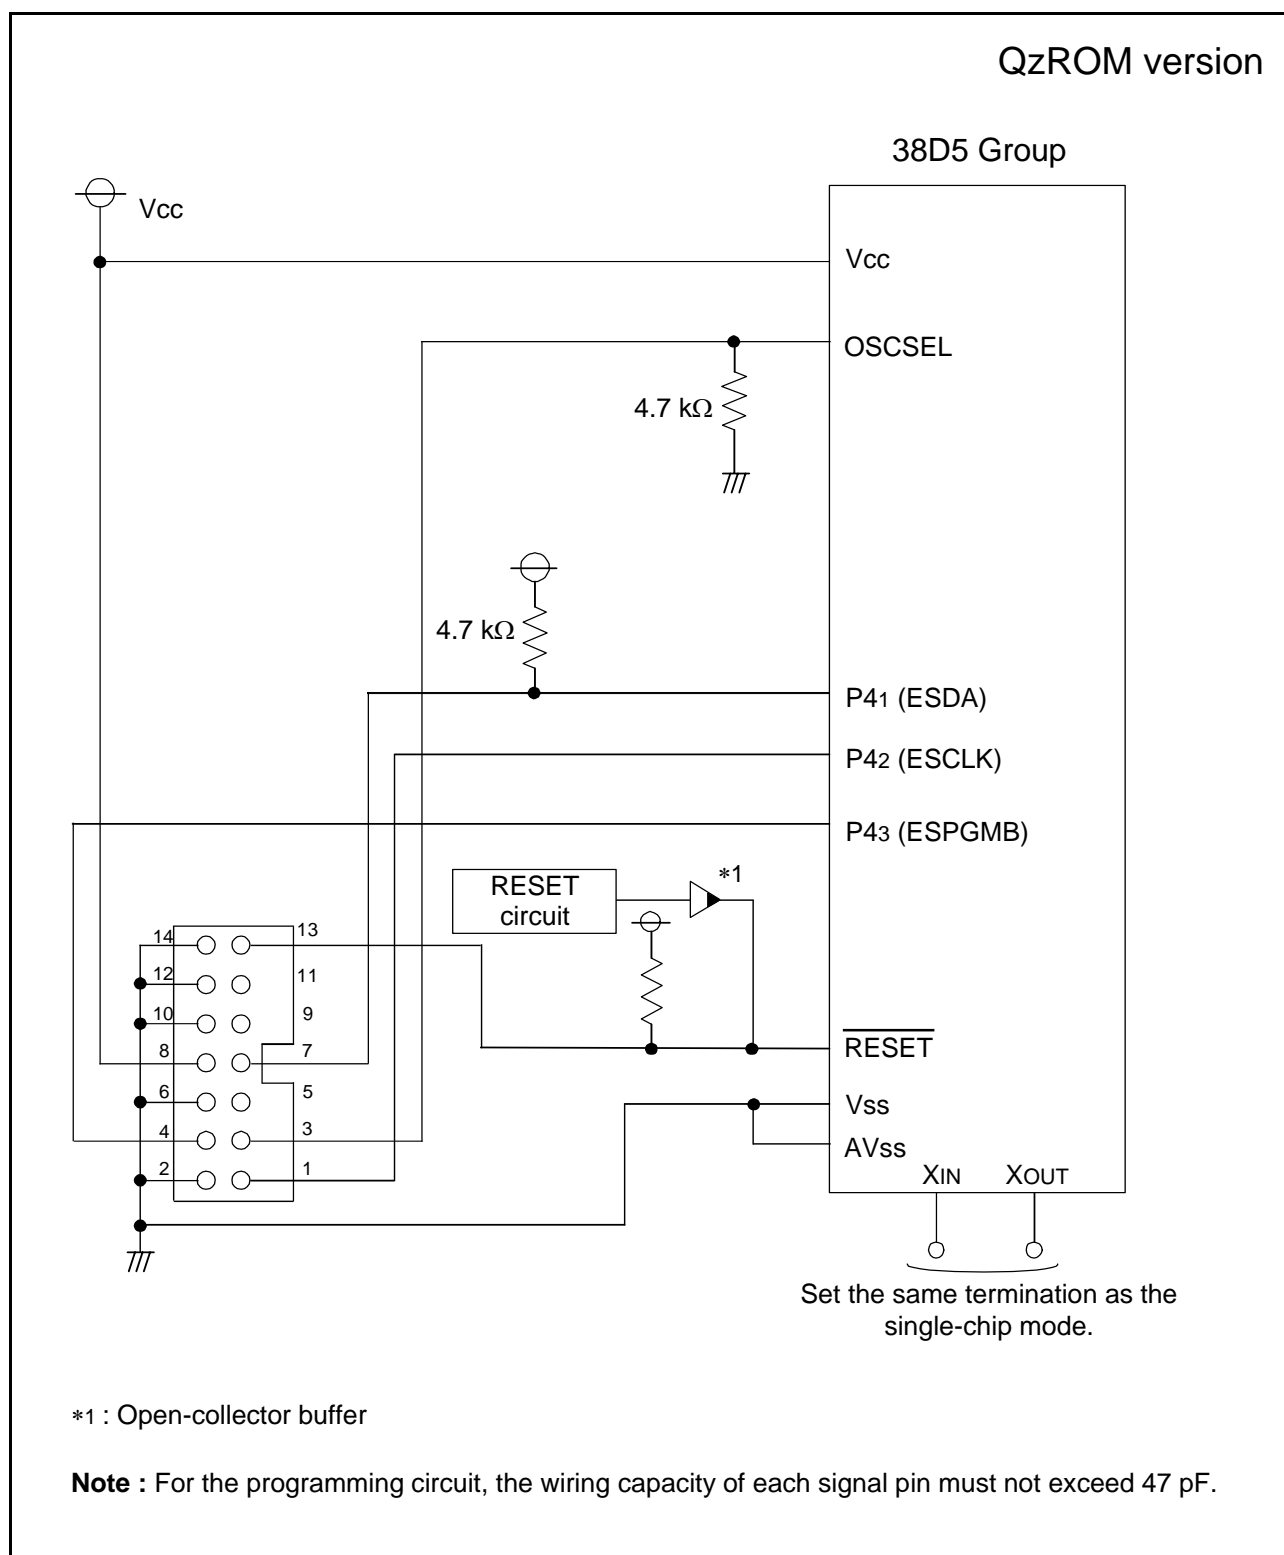 QzROM version
38D5 Group
Vcc
Vcc
OSCSEL
4.7 kΩ
4.7 kΩ
P41 (ESDA)
P42 (ESCLK)
P43 (ESPGMB)
RESET
circuit
*1
14
13
12
11
10
9
8
7
6
5
4
3
2
1
RESET
Vss
AVss
XIN
XOUT
Set the same termination as the
single-chip mode.
*1 : Open-collector buffer
Note : For the programming circuit, the wiring capacity of each signal pin must not exceed 47 pF.